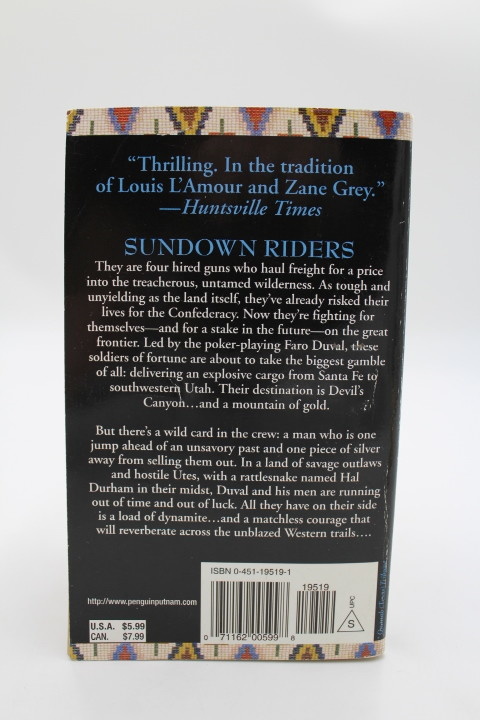 “Thrilling. In the tradition
of Louis L’Amour and Zane Grey.”
—Huntsville Times
SUNDOWN RIDERS
They are four hired guns who haul freight for a price
into the treacherous, untamed wilderness. As tough and
unyielding as the land itself, they’ve already risked their
lives for the Confederacy. Now they’re fighting for
themselves—and for a stake in the future—on the great
frontier. Led by the poker-playing Faro Duval, these
soldiers of fortune are about to take the biggest gamble
of all: delivering an explosive cargo from Santa Fe to
southwestern Utah. Their destination is Devil’s
Canyon…and a mountain of gold.
But there’s a wild card in the crew: a man who is one
jump ahead of an unsavory past and one piece of silver
away from selling them out. In a land of savage outlaws
and hostile Utes, with a rattlesnake named Hal
Durham in their midst, Duval and his men are running
out of time and out of luck. All they have on their side
is a load of dynamite…and a matchless courage that
will reverberate across the unblazed Western trails….
ISBN 0-451-19519-1
19519
http://www.penguinputnam.com
U.S.A. $5.99
CAN. $7.99
0 71162 00599 8
UPC
S